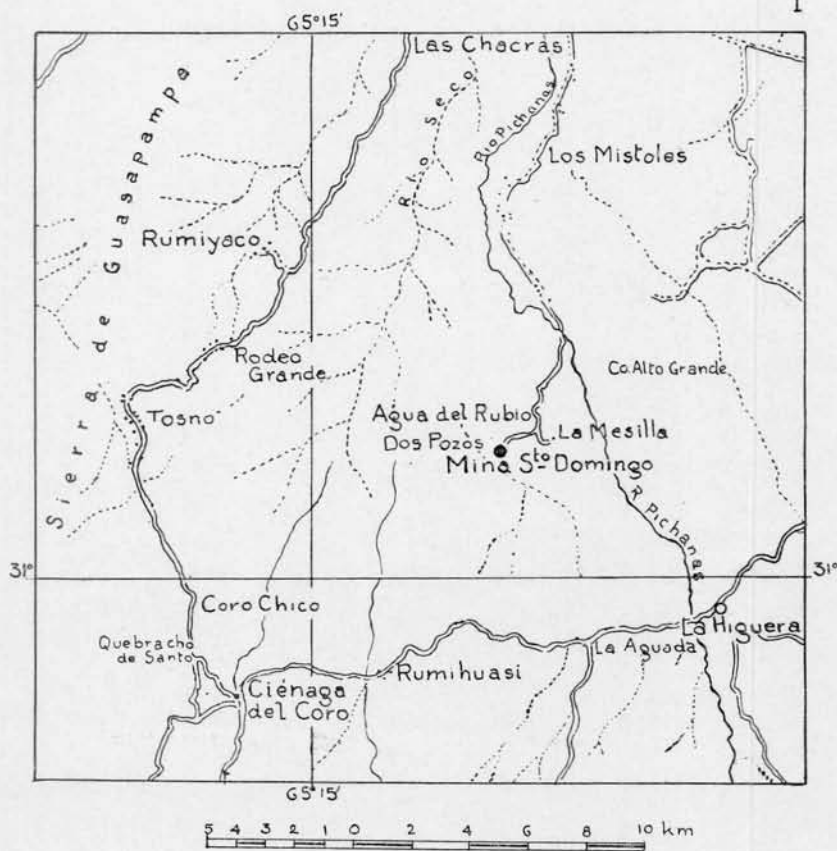 1
65°15'
Las Chacras
Río Seco
Rio Pichanas
Los Mistoles
Sierra de Guasapampa
Rumiyaco
Rodeo
Grande
Co. Alto Grande
Tosno
Agua del Rubio
Dos Pozos
La Mesilla
Mina Sto Domingo
R. Pichanas
31°
31°
Coro Chico
La Higuera
Quebracho
de Santo
La Aguada
Rumihuasi
Ciénaga
del Coro
65°15'
5 4 3 2 1 0 2 4 6 8 10 km